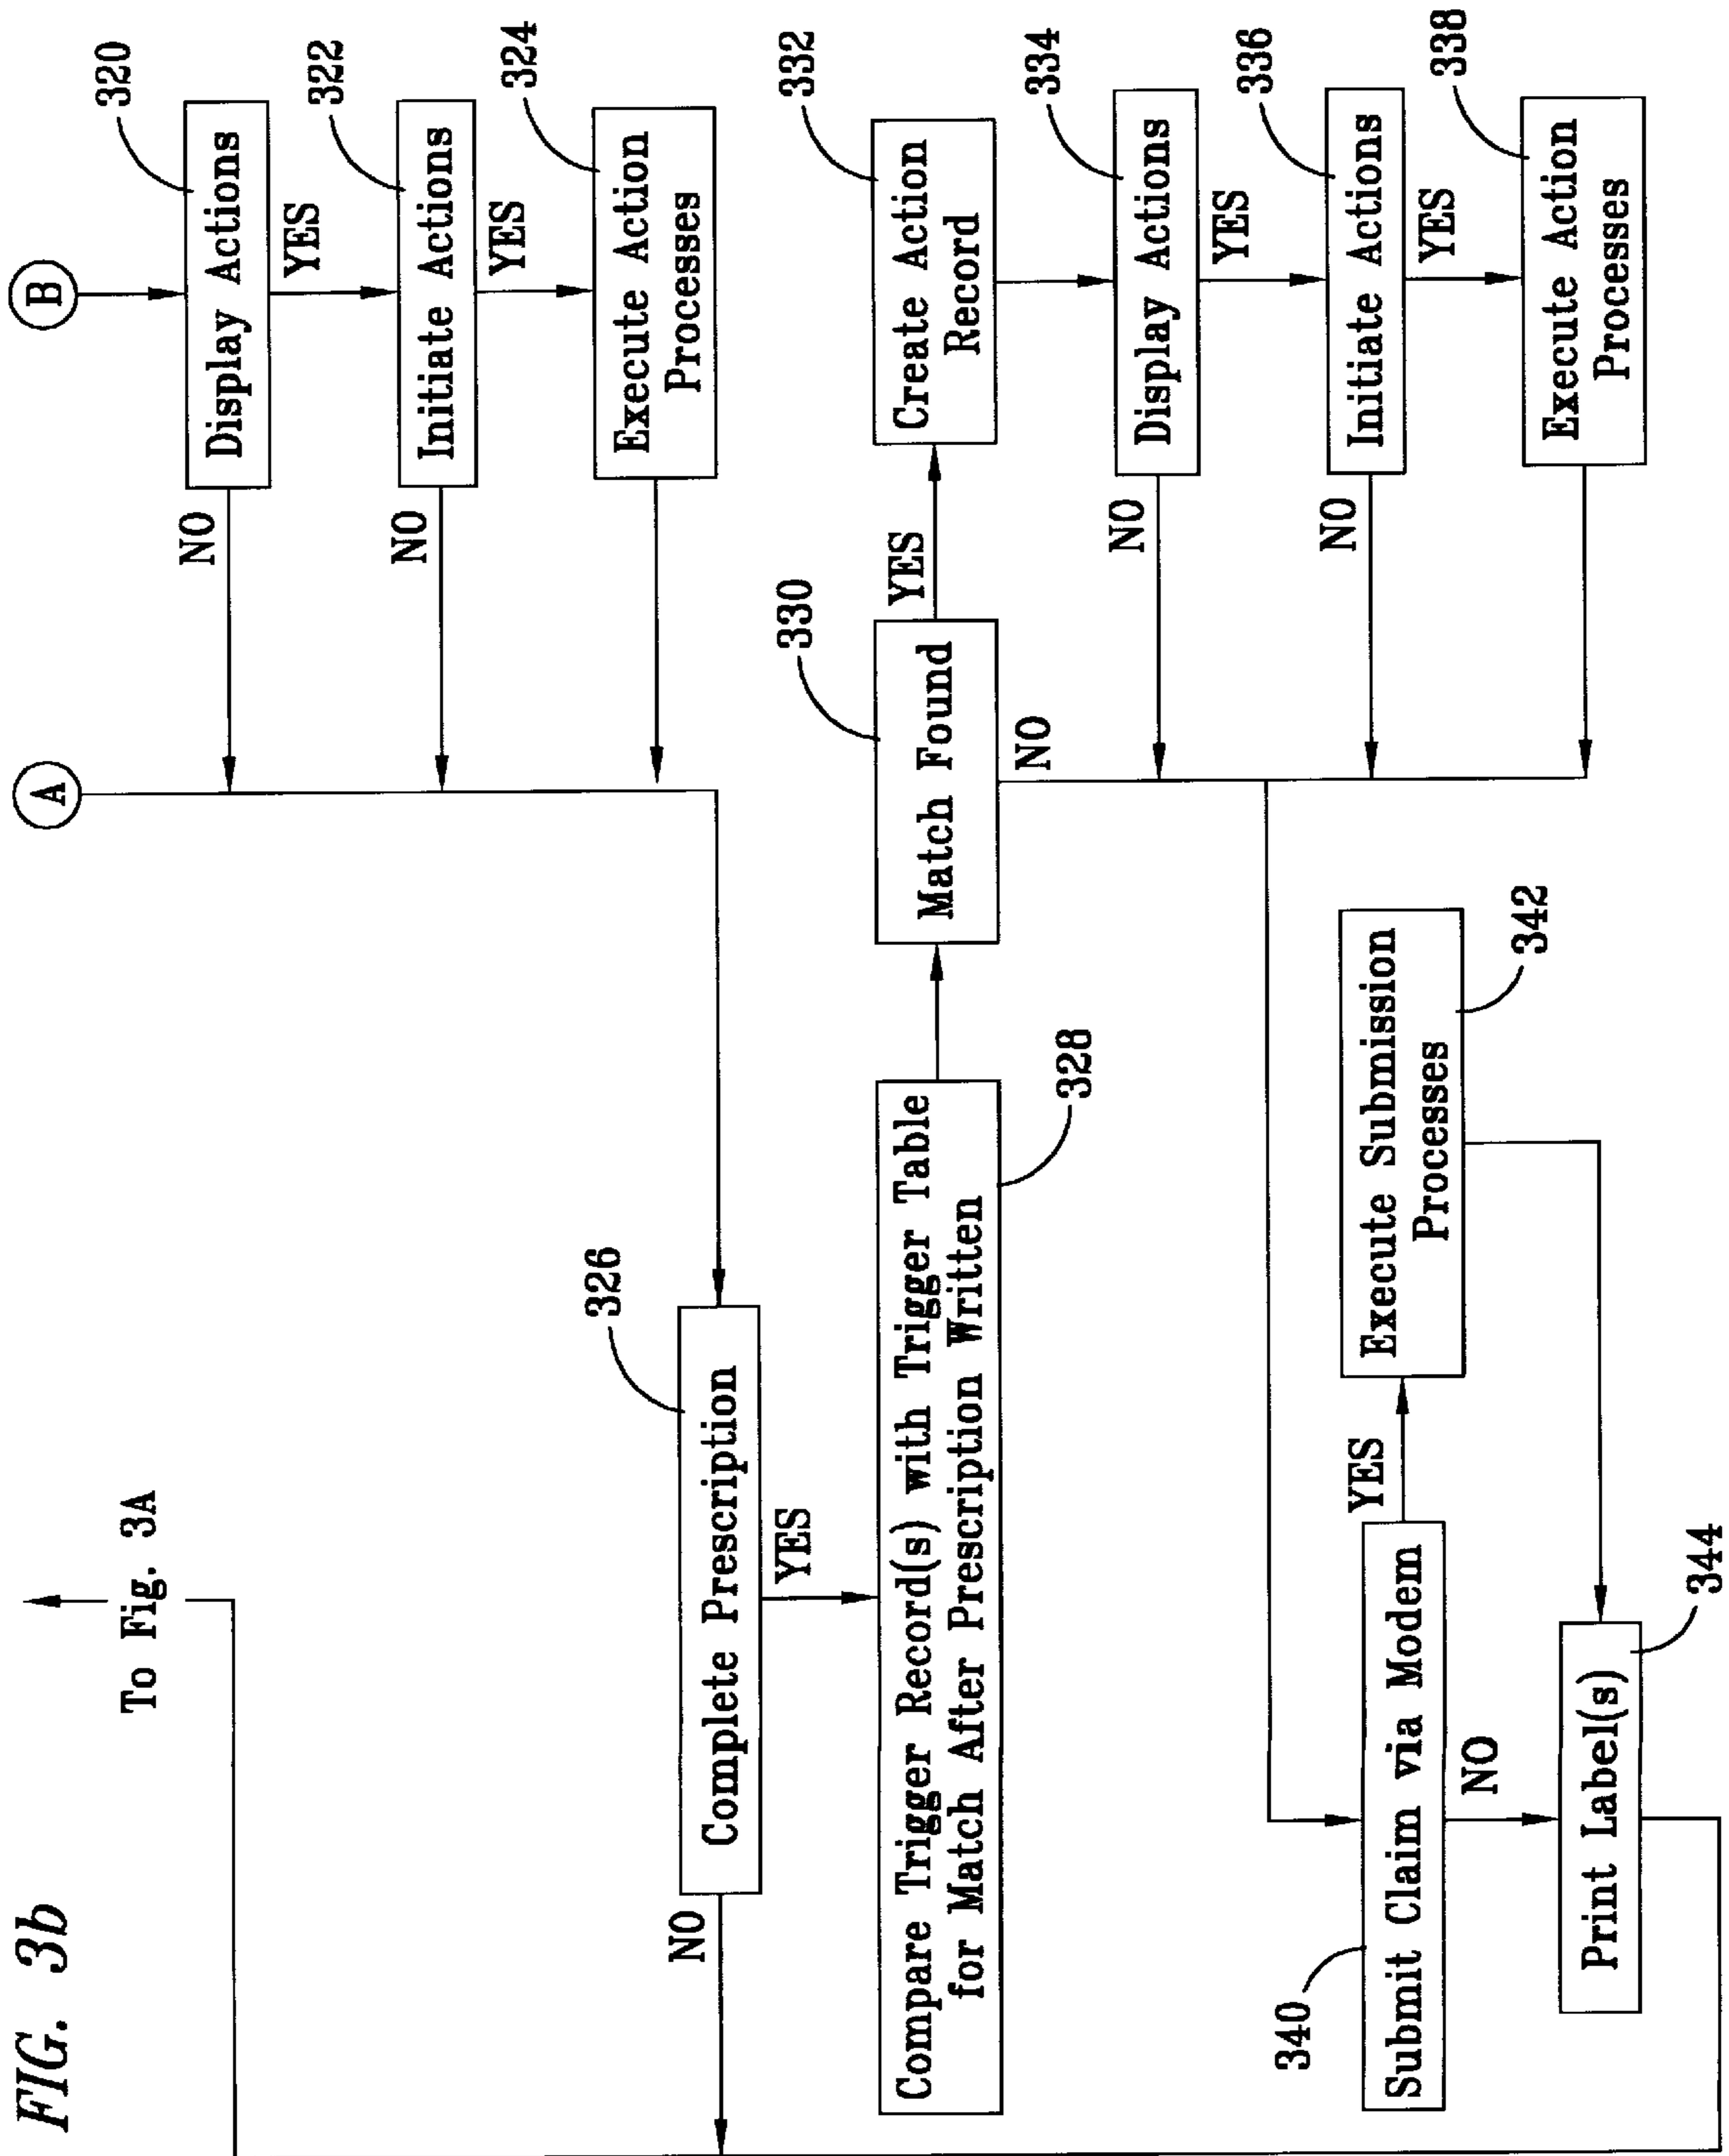 FIG. 3b
To Fig. 3A
A
B
320
Display Actions
NO
YES
322
Initiate Actions
NO
YES
324
Execute Action
Processes
326
Complete Prescription
NO
YES
Compare Trigger Record(s) with Trigger Table
for Match After Prescription Written
328
330
Match Found
YES
NO
332
Create Action
Record
334
Display Actions
NO
YES
336
Initiate Actions
NO
YES
338
Execute Action
Processes
340
Submit Claim via Modem
YES
NO
Execute Submission
Processes
342
344
Print Label(s)